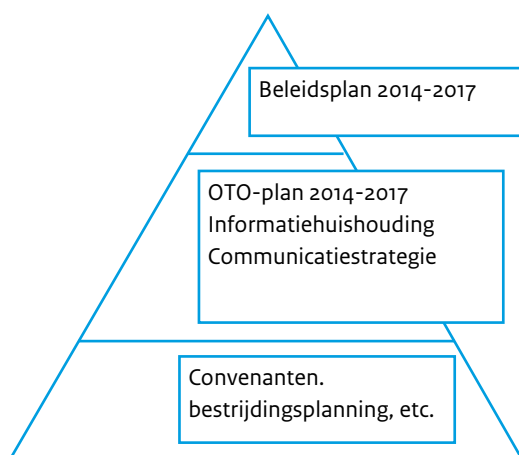 Beleidsplan 2014-2017
OTO-plan 2014-2017
Informatiehuishouding
Communicatiestrategie
Convenanten.
bestrijdingsplanning, etc.